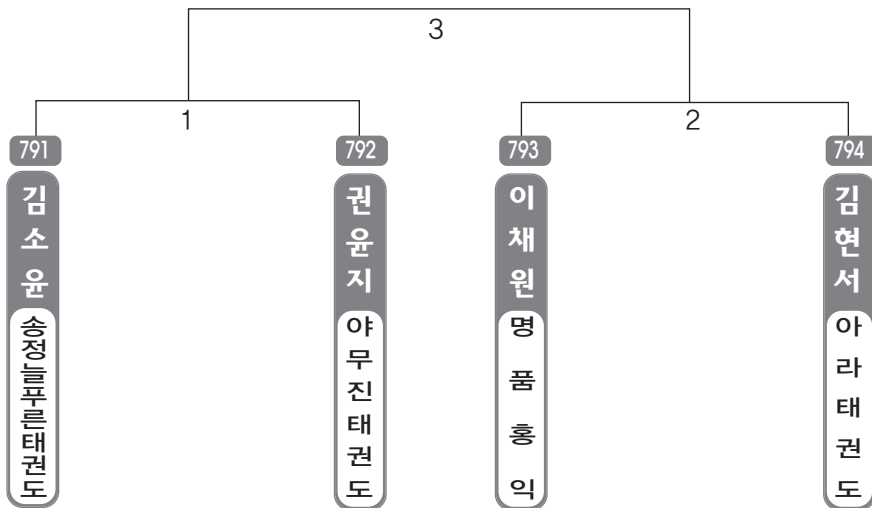 3
1
2
791
792
793
794
김소윤
권윤지
이채원
김현서
송정늘푸른태권도
야무진태권도
명품홍익
아라태권도